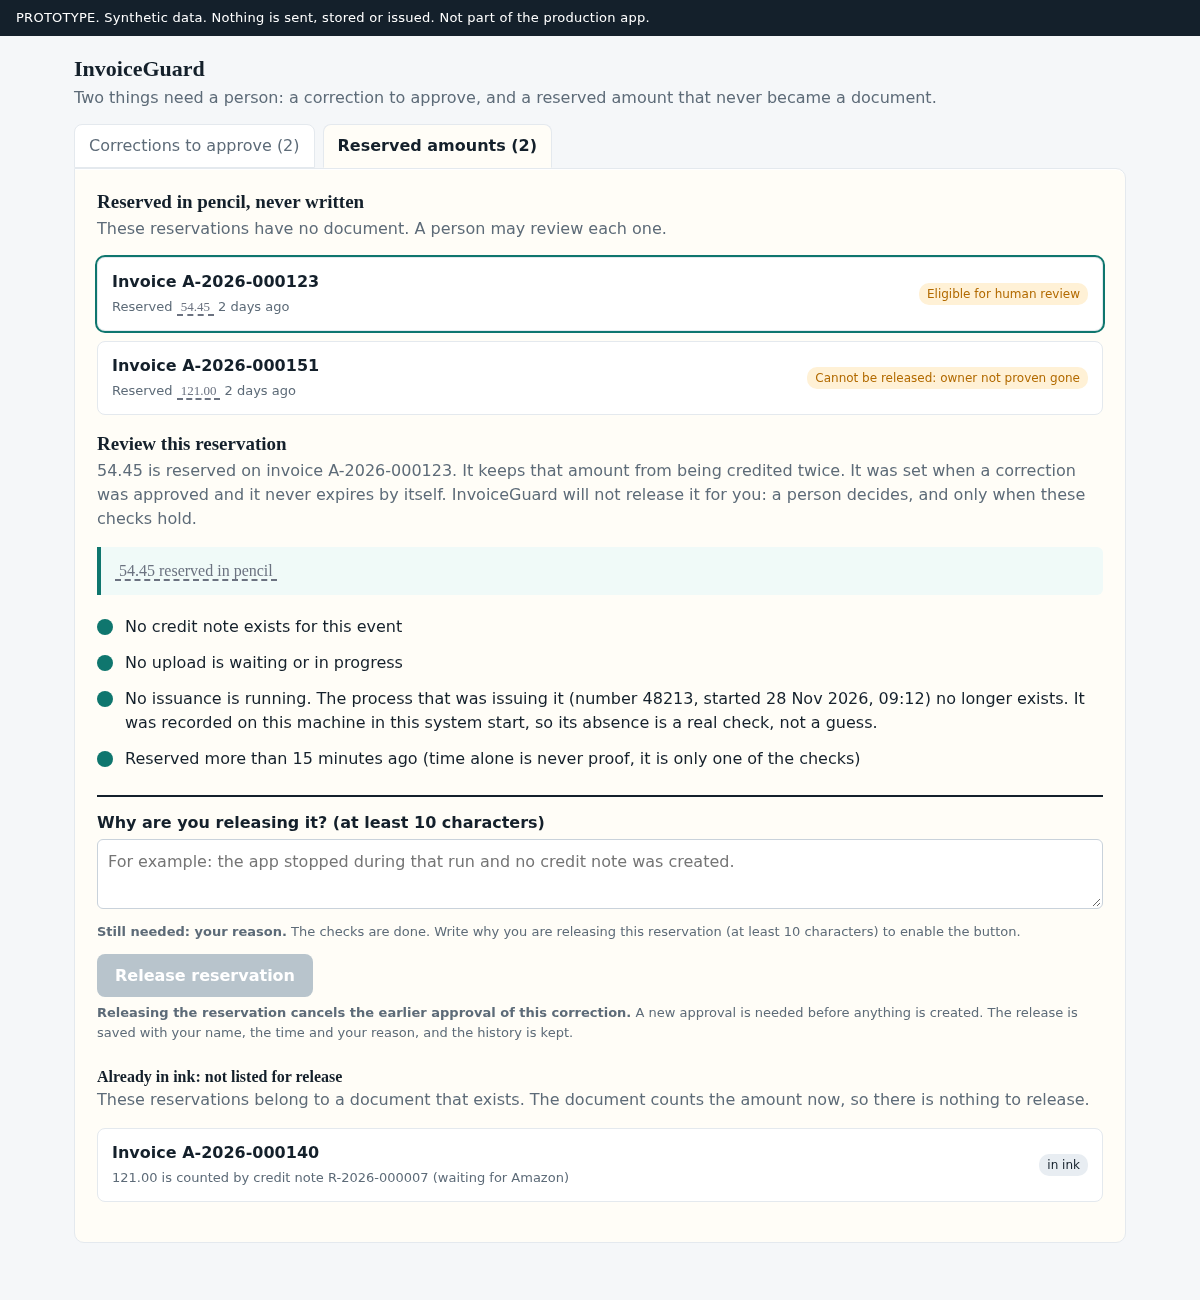 PROTOTYPE. Synthetic data. Nothing is sent, stored or issued. Not part of the production app.
InvoiceGuard
Two things need a person: a correction to approve, and a reserved amount that never became a document.
Corrections to approve (2)
Reserved amounts (2)
Reserved in pencil, never written
These reservations have no document. A person may review each one.
Invoice A-2026-000123
Reserved 54.45 2 days ago
Eligible for human review
Invoice A-2026-000151
Reserved 121.00 2 days ago
Cannot be released: owner not proven gone
Review this reservation
54.45 is reserved on invoice A-2026-000123. It keeps that amount from being credited twice. It was set when a correction
was approved and it never expires by itself. InvoiceGuard will not release it for you: a person decides, and only when these
checks hold.
54.45 reserved in pencil
No credit note exists for this event
No upload is waiting or in progress
No issuance is running. The process that was issuing it (number 48213, started 28 Nov 2026, 09:12) no longer exists. It
was recorded on this machine in this system start, so its absence is a real check, not a guess.
Reserved more than 15 minutes ago (time alone is never proof, it is only one of the checks)
Why are you releasing it? (at least 10 characters)
For example: the app stopped during that run and no credit note was created.
Still needed: your reason. The checks are done. Write why you are releasing this reservation (at least 10 characters) to enable the button.
Release reservation
Releasing the reservation cancels the earlier approval of this correction. A new approval is needed before anything is created. The release is
saved with your name, the time and your reason, and the history is kept.
Already in ink: not listed for release
These reservations belong to a document that exists. The document counts the amount now, so there is nothing to release.
Invoice A-2026-000140
121.00 is counted by credit note R-2026-000007 (waiting for Amazon)
in ink